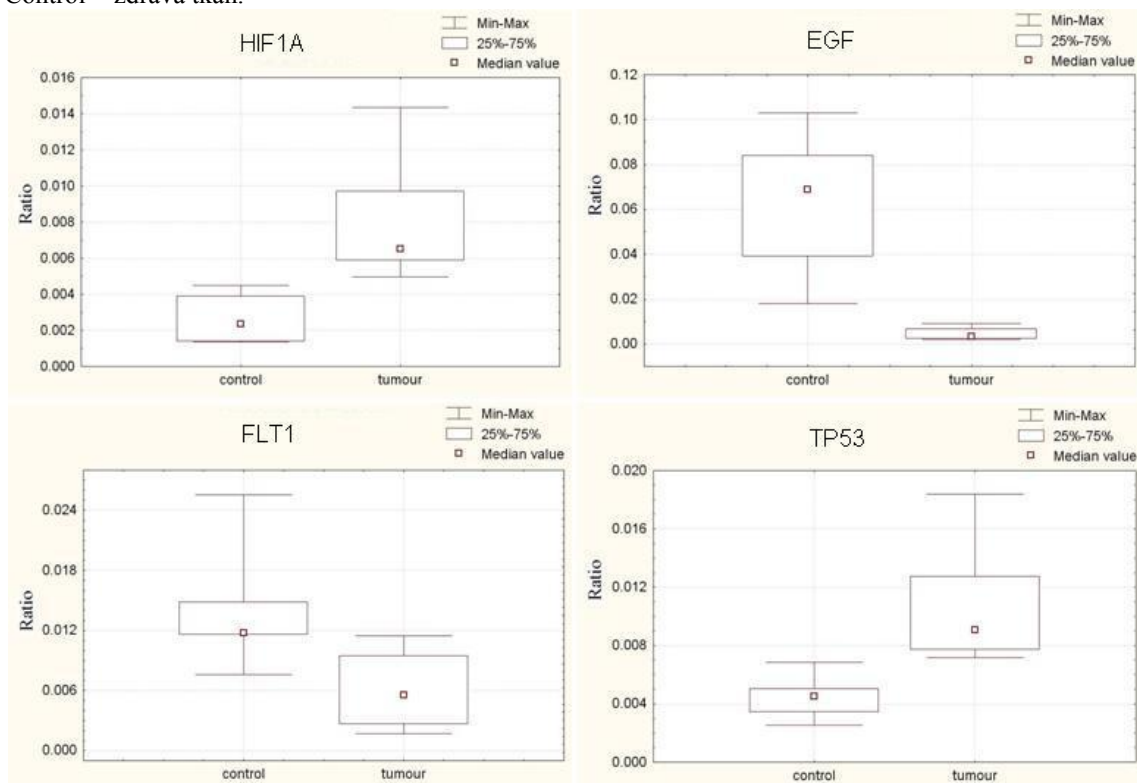 Control – zdravá tkáň.
HIF1A
Min-Max
25%-75%
Median value
Ratio
0.016
0.014
0.012
0.010
0.008
0.006
0.004
0.002
0.000
control
tumour
EGF
Min-Max
25%-75%
Median value
Ratio
0.12
0.10
0.08
0.06
0.04
0.02
0.00
control
tumour
FLT1
Min-Max
25%-75%
Median value
Ratio
0.024
0.018
0.012
0.006
0.000
control
tumour
TP53
Min-Max
25%-75%
Median value
Ratio
0.020
0.016
0.012
0.008
0.004
0.000
control
tumour